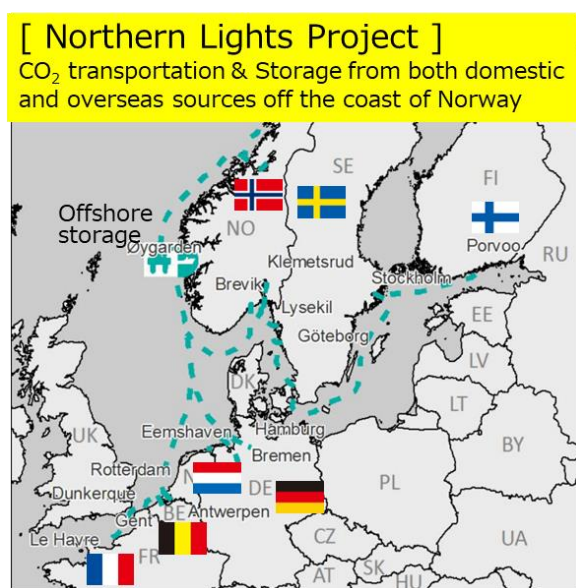 [ Northern Lights Project ]
CO₂ transportation & Storage from both domestic
and overseas sources off the coast of Norway
SE
FI
NO
Offshore
storage
Øygarden
Porvoo
RU
Klemetsrud
Stockholm
Brevik
Lysekil
EE
Göteborg
LV
DK
LT
UK
Eemshaven
Hamburg
BY
Bremen
Rotterdam
N
DE
PL
Dunkerque
Gent
BE
Antwerpen
Le Havre
FR
CZ
UA
SK
AT
HU